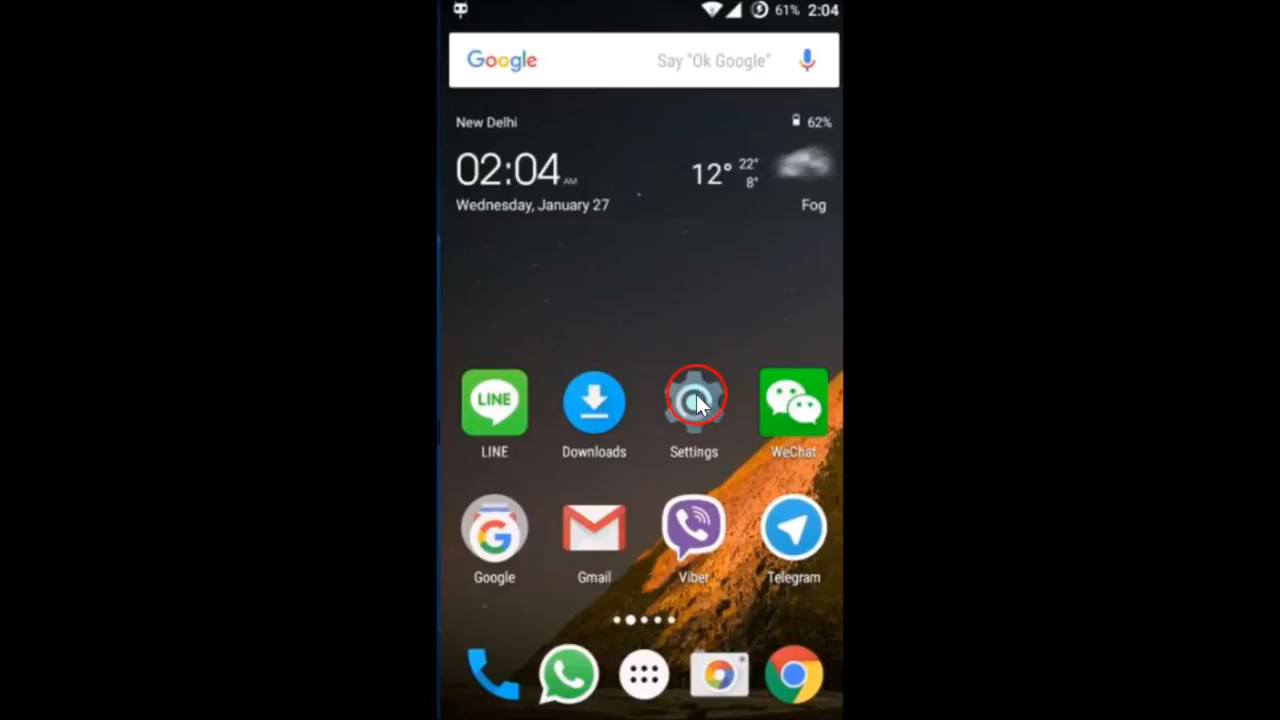 61% 2:04
Google Say "Ok Google"
New Delhi 62%
02:04 AM 12° 22° 8°
Wednesday, January 27 Fog
LINE
LINE Downloads Settings WeChat
G
Google Gmail Viber Telegram